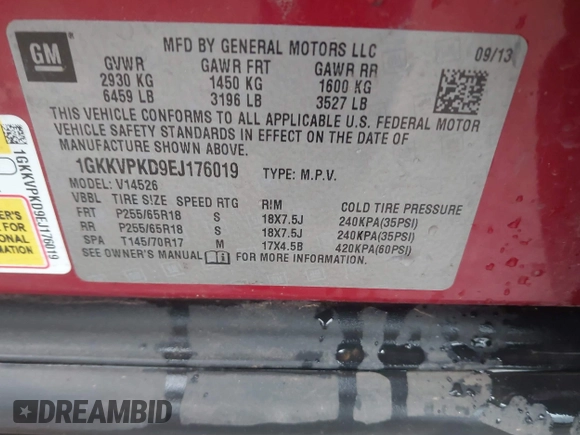 GM
MFD BY GENERAL MOTORS LLC
09/13
GVWR GAWR FRT GAWR RR
2930 KG 1450 KG 1600 KG
6459 LB 3196 LB 3527 LB
THIS VEHICLE CONFORMS TO ALL APPLICABLE U.S. FEDERAL MOTOR
VEHICLE SAFETY STANDARDS IN EFFECT ON THE DATE OF
MANUFACTURE SHOWN ABOVE.
1GKKVPKD9EJ176019 TYPE: M.P.V.
MODEL: V14526
VBBL TIRE SIZE SPEED RTG RIM COLD TIRE PRESSURE
FRT P255/65R18 S 18X7.5J 240KPA(35PSI)
RR P255/65R18 S 18X7.5J 240KPA(35PSI)
SPA T145/70R17 M 17X4.5B 420KPA(60PSI)
SEE OWNER'S MANUAL FOR MORE INFORMATION.
1GKKVPKD9EJ176019
S FOR
ONAL
MATION
DREAMBID